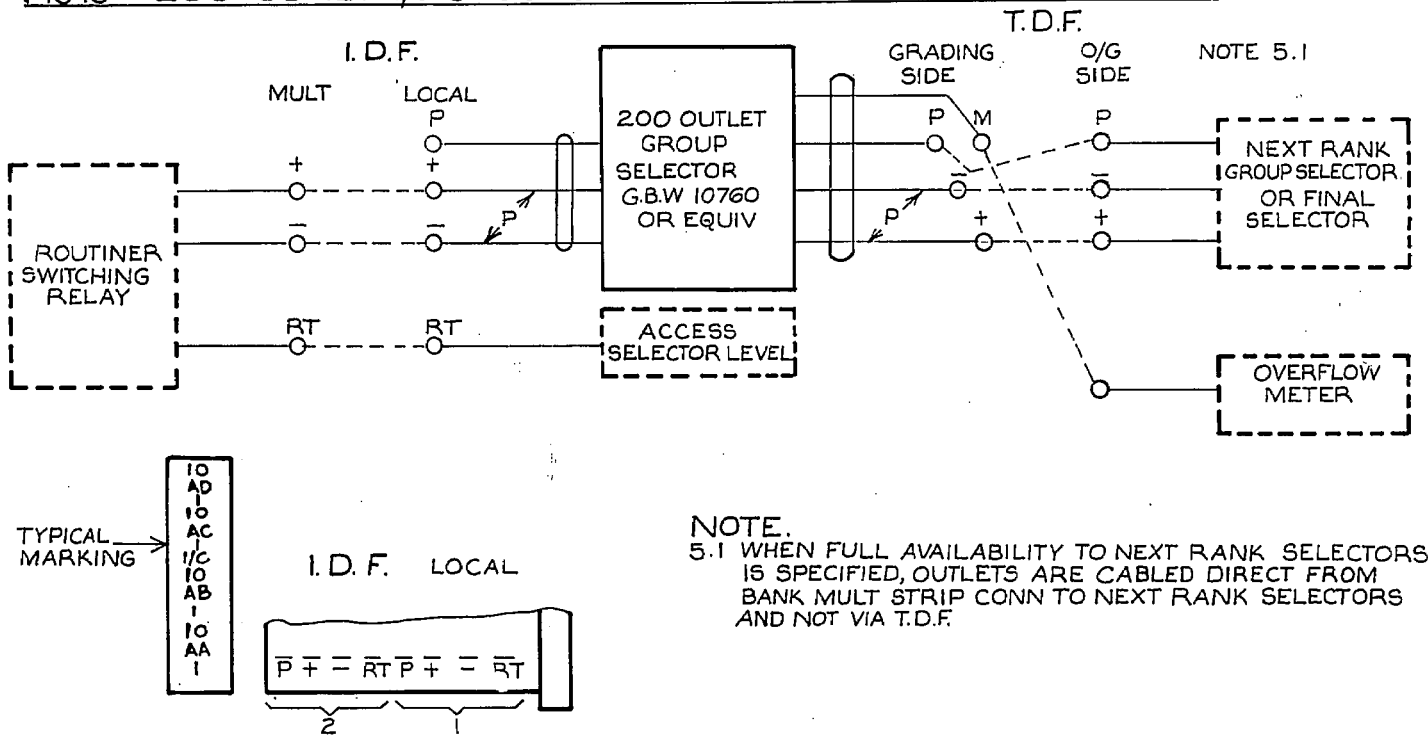 T.D.F.
I.D.F.
GRADING SIDE
O/G SIDE
NOTE 5.1
MULT
LOCAL
P
+ +
- -
P
RT RT
ROUTINER
SWITCHING
RELAY
200 OUTLET
GROUP
SELECTOR
G.B.W 10760
OR EQUIV
ACCESS
SELECTOR LEVEL
P M P
- -
P
+ +
NEXT RANK
GROUP SELECTOR
OR FINAL
SELECTOR
OVERFLOW
METER
TYPICAL
MARKING
10
AD
1
10
AC
1
I/C
10
AB
1
10
AA
1
I.D.F. LOCAL
P + - RT P + - RT
2 1
NOTE.
5.1 WHEN FULL AVAILABILITY TO NEXT RANK SELECTORS
IS SPECIFIED, OUTLETS ARE CABLED DIRECT FROM
BANK MULT STRIP CONN TO NEXT RANK SELECTORS
AND NOT VIA T.D.F.